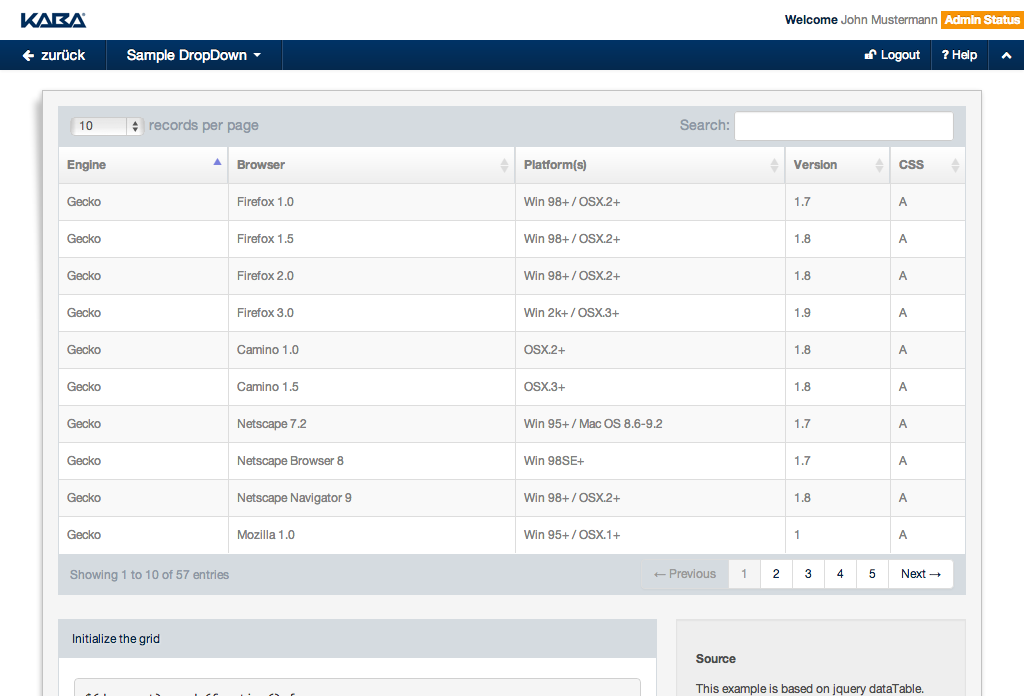 KABA
Welcome John Mustermann Admin Status
← zurück Sample DropDown Logout ? Help
10 records per page Search:
Engine Browser Platform(s) Version CSS
Gecko Firefox 1.0 Win 98+ / OSX.2+ 1.7 A
Gecko Firefox 1.5 Win 98+ / OSX.2+ 1.8 A
Gecko Firefox 2.0 Win 98+ / OSX.2+ 1.8 A
Gecko Firefox 3.0 Win 2k+ / OSX.3+ 1.9 A
Gecko Camino 1.0 OSX.2+ 1.8 A
Gecko Camino 1.5 OSX.3+ 1.8 A
Gecko Netscape 7.2 Win 95+ / Mac OS 8.6-9.2 1.7 A
Gecko Netscape Browser 8 Win 98SE+ 1.7 A
Gecko Netscape Navigator 9 Win 98+ / OSX.2+ 1.8 A
Gecko Mozilla 1.0 Win 95+ / OSX.1+ 1 A
Showing 1 to 10 of 57 entries ← Previous 1 2 3 4 5 Next →
Initialize the grid
Source
This example is based on jquery dataTable.